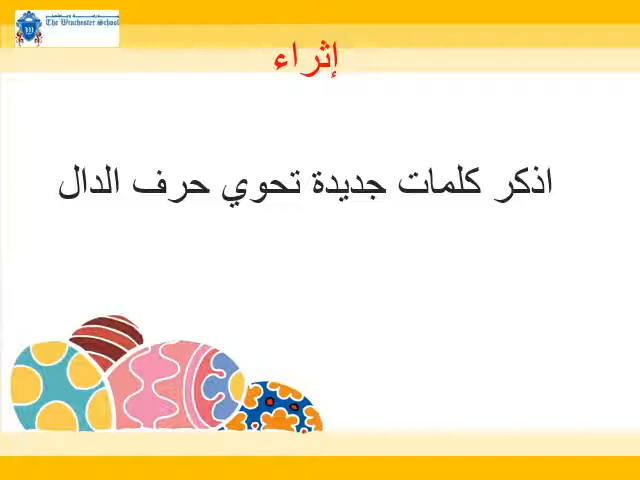 The Winchester School
إثراء
اذكر كلمات جديدة تحوي حرف الدال